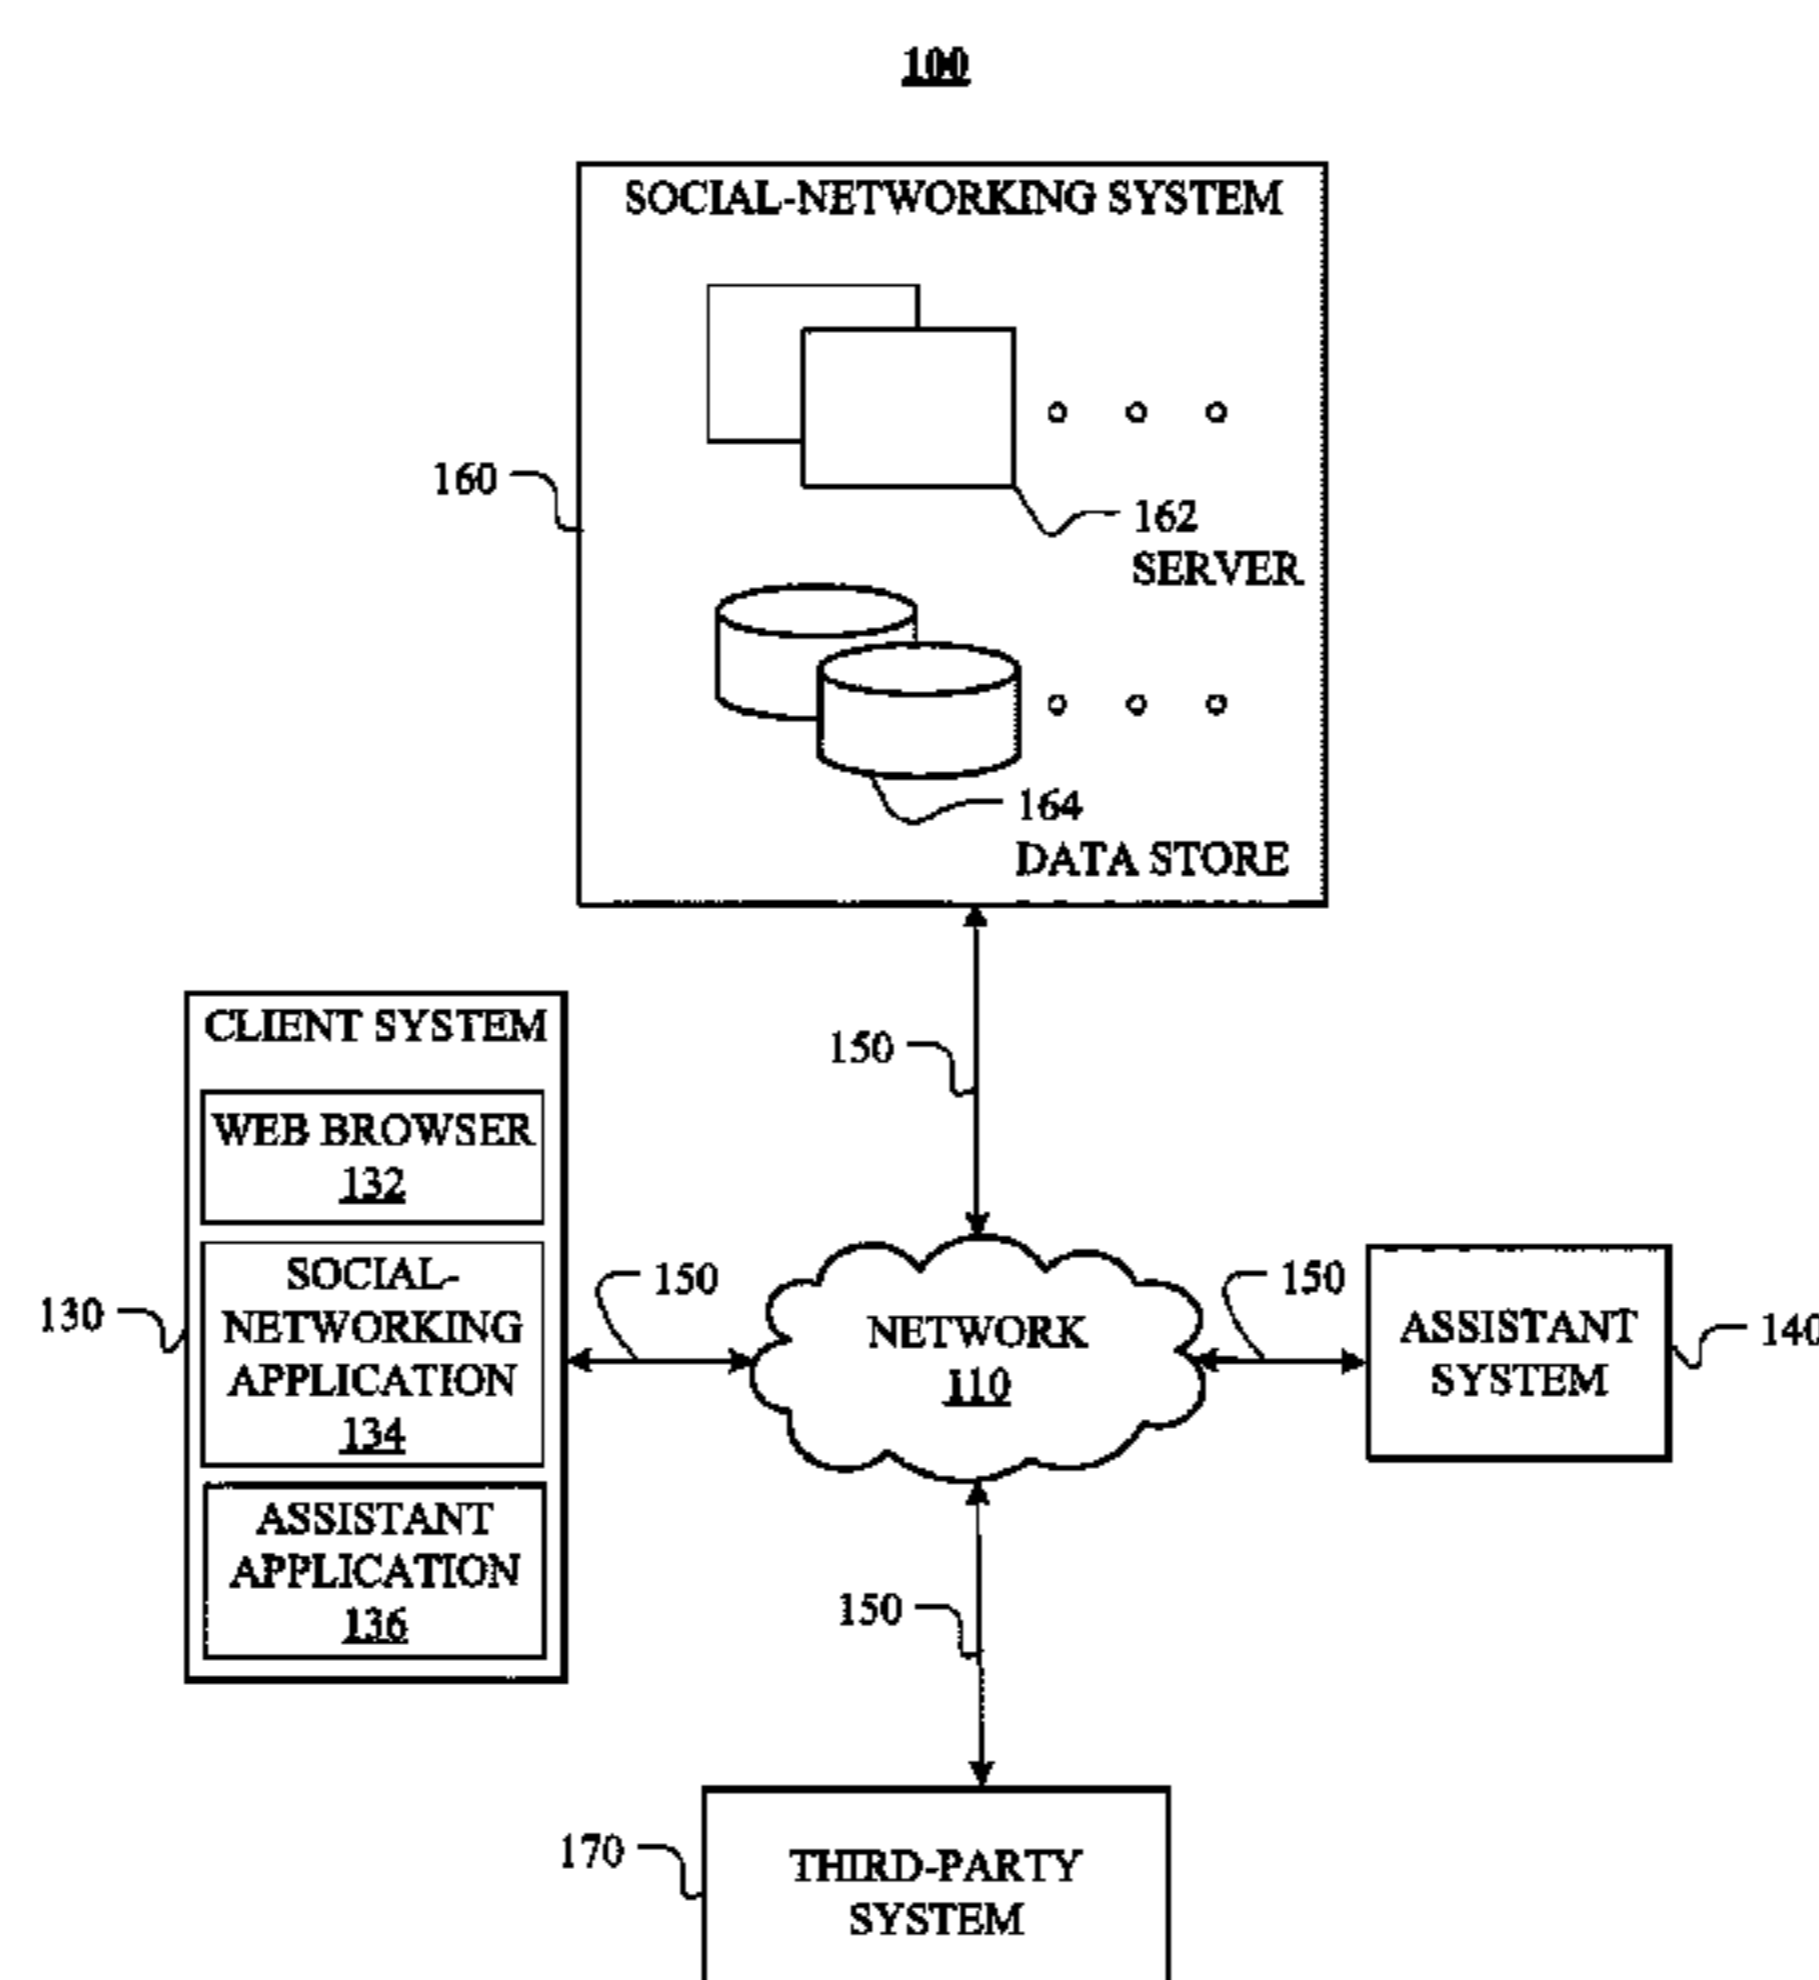 100
SOCIAL-NETWORKING SYSTEM
160
162
SERVER
164
DATA STORE
CLIENT SYSTEM
WEB BROWSER
132
SOCIAL-
NETWORKING
APPLICATION
134
ASSISTANT
APPLICATION
136
130
150
150
NETWORK
110
150
ASSISTANT
SYSTEM
140
150
170
THIRD-PARTY
SYSTEM